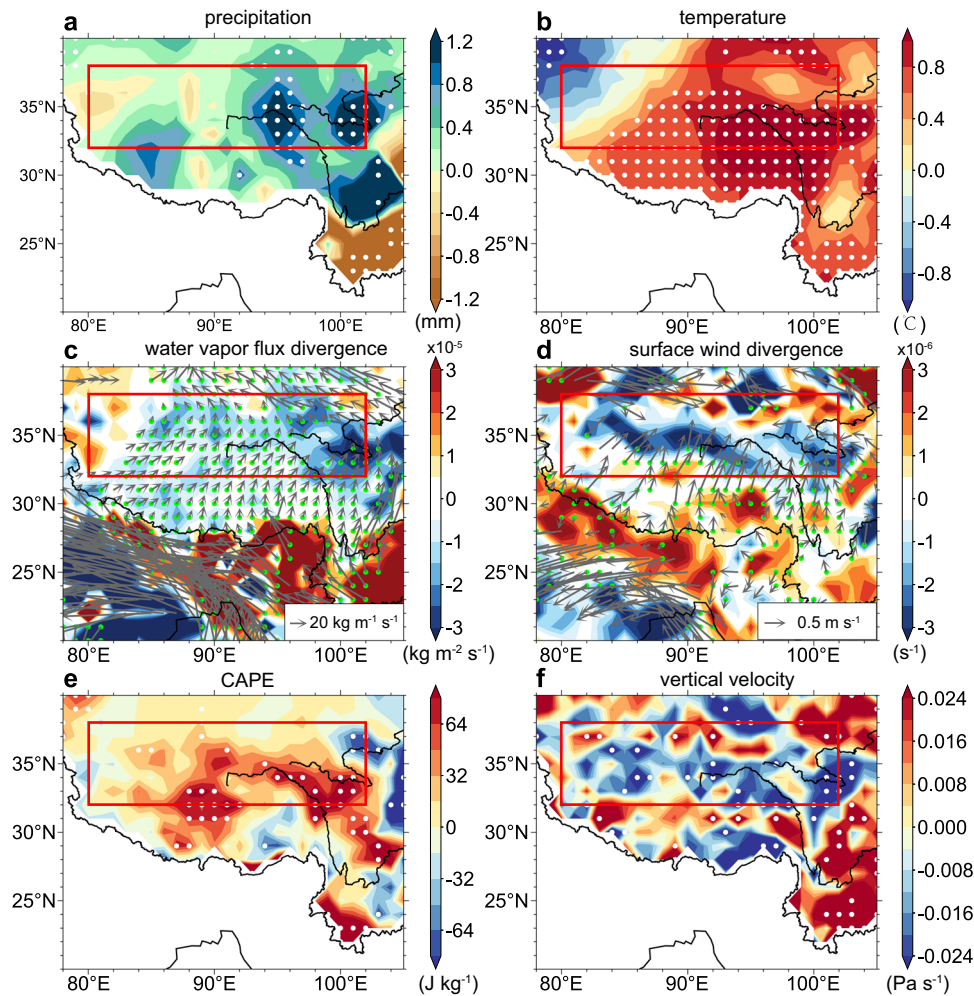 a precipitation
b temperature
35°N
30°N
25°N
80°E 90°E 100°E
1.2
0.8
0.4
0.0
-0.4
-0.8
-1.2
(mm)
35°N
30°N
25°N
80°E 90°E 100°E
0.8
0.4
0
-0.4
-0.8
(℃)
c water vapor flux divergence
d surface wind divergence
35°N
30°N
25°N
80°E 90°E 100°E
20 kg m⁻¹ s⁻¹
x10⁻⁵
3
2
1
0
-1
-2
-3
(kg m² s⁻¹)
35°N
30°N
25°N
80°E 90°E 100°E
0.5 m s⁻¹
x10⁻⁶
3
2
1
0
-1
-2
-3
(s⁻¹)
e CAPE
f vertical velocity
35°N
30°N
25°N
80°E 90°E 100°E
64
32
0
-32
-64
(J kg⁻¹)
35°N
30°N
25°N
80°E 90°E 100°E
0.024
0.016
0.008
0.000
-0.008
-0.016
-0.024
(Pa s⁻¹)